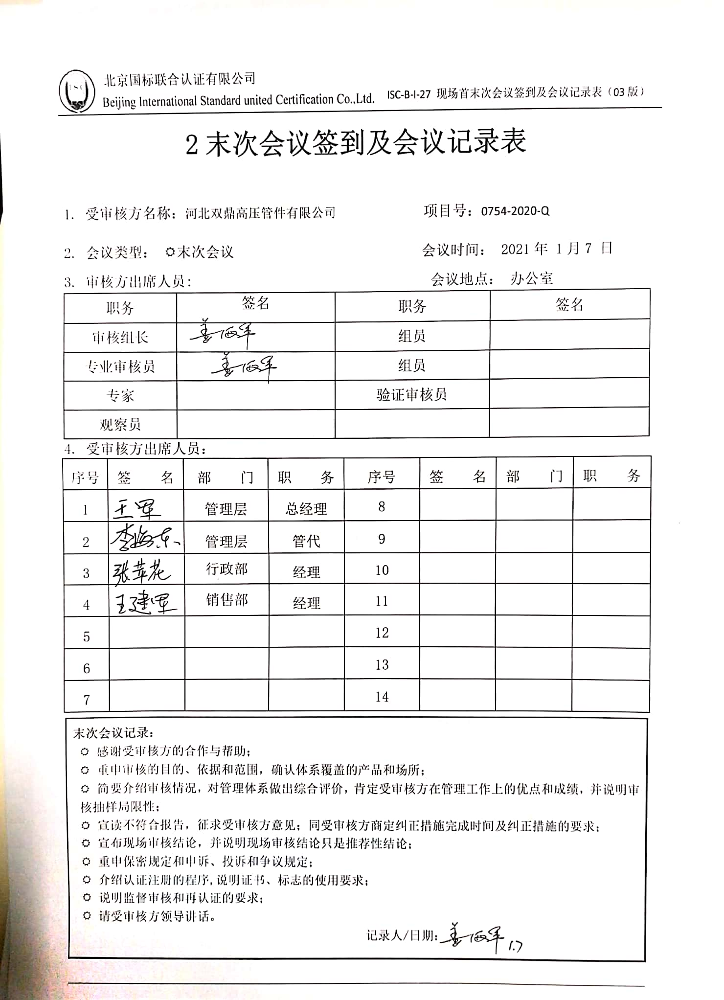 北京国标联合认证有限公司
Beijing International Standard united Certification Co.,Ltd. ISC-B-I-27 现场首末次会议签到及会议记录表（03 版）
2 末次会议签到及会议记录表
1. 受审核方名称：河北双鼎高压管件有限公司 项目号：0754-2020-Q
2. 会议类型： 末次会议 会议时间： 2021 年 1 月 7 日
3. 审核方出席人员： 会议地点： 办公室
职务 签名 职务 签名
审核组长 姜海军 组员
专业审核员 姜海军 组员
专家 验证审核员
观察员
4. 受审核方出席人员：
序号 签 名 部 门 职 务 序号 签 名 部 门 职 务
1 王军 管理层 总经理 8
2 李海东 管理层 管代 9
3 张苹花 行政部 经理 10
4 王建军 销售部 经理 11
5 12
6 13
7 14
末次会议记录：
感谢受审核方的合作与帮助；
重申审核的目的、依据和范围，确认体系覆盖的产品和场所；
简要介绍审核情况，对管理体系做出综合评价，肯定受审核方在管理工作上的优点和成绩，并说明审
核抽样局限性；
宣读不符合报告，征求受审核方意见；同受审核方商定纠正措施完成时间及纠正措施的要求；
宣布现场审核结论，并说明现场审核结论只是推荐性结论；
重申保密规定和申诉、投诉和争议规定；
介绍认证注册的程序,说明证书、标志的使用要求；
说明监督审核和再认证的要求；
请受审核方领导讲话。
记录人/日期：姜海军 1.7